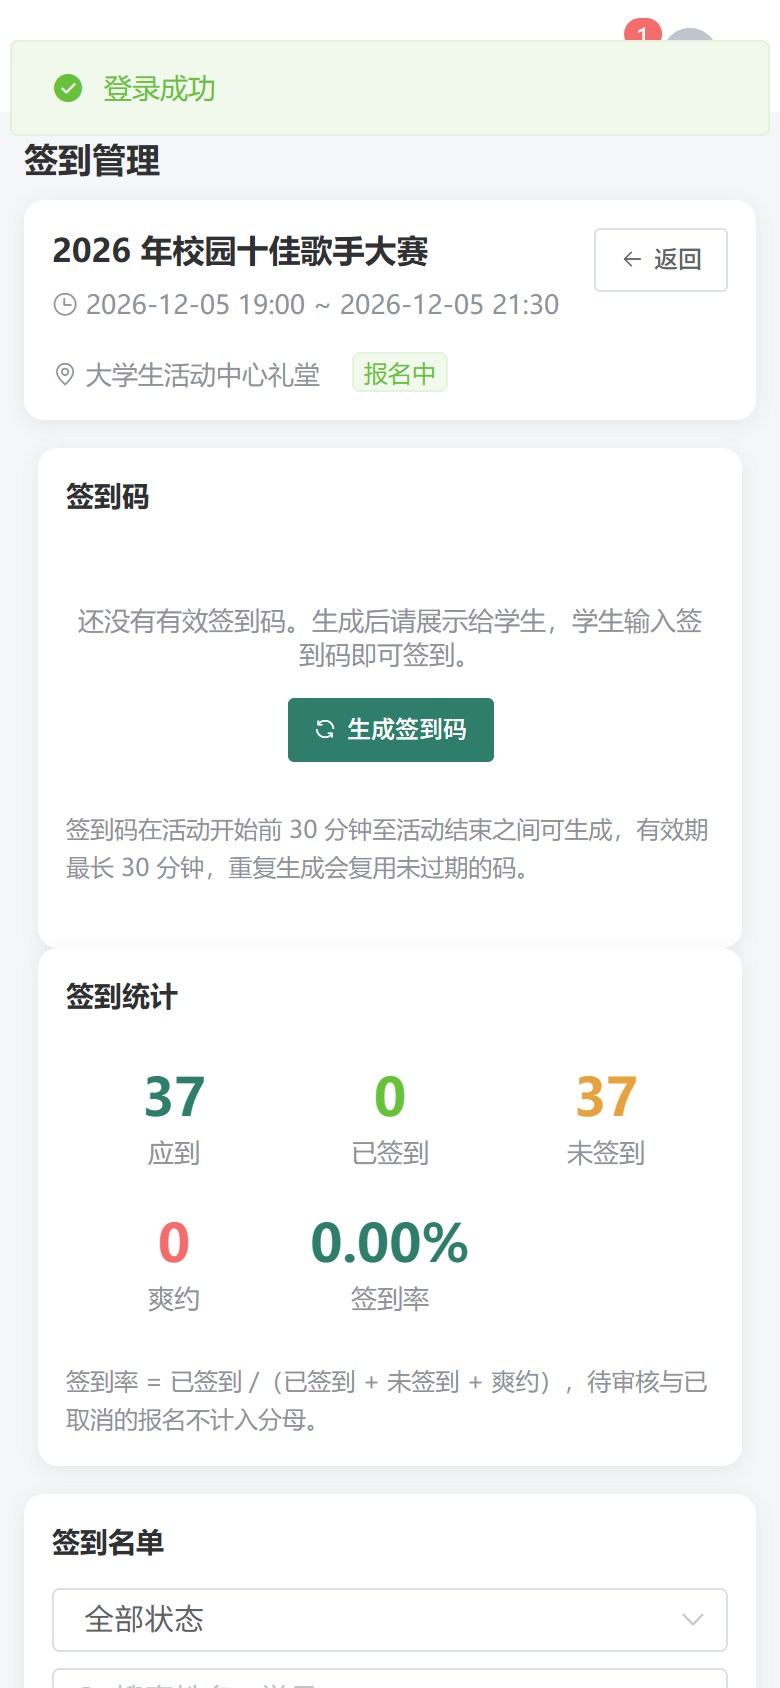 1
登录成功
签到管理
2026 年校园十佳歌手大赛
返回
2026-12-05 19:00 ~ 2026-12-05 21:30
大学生活动中心礼堂
报名中
签到码
还没有有效签到码。生成后请展示给学生，学生输入签
到码即可签到。
生成签到码
签到码在活动开始前 30 分钟至活动结束之间可生成，有效期
最长 30 分钟，重复生成会复用未过期的码。
签到统计
37 0 37
应到 已签到 未签到
0 0.00%
爽约 签到率
签到率 = 已签到 /（已签到 + 未签到 + 爽约），待审核与已
取消的报名不计入分母。
签到名单
全部状态